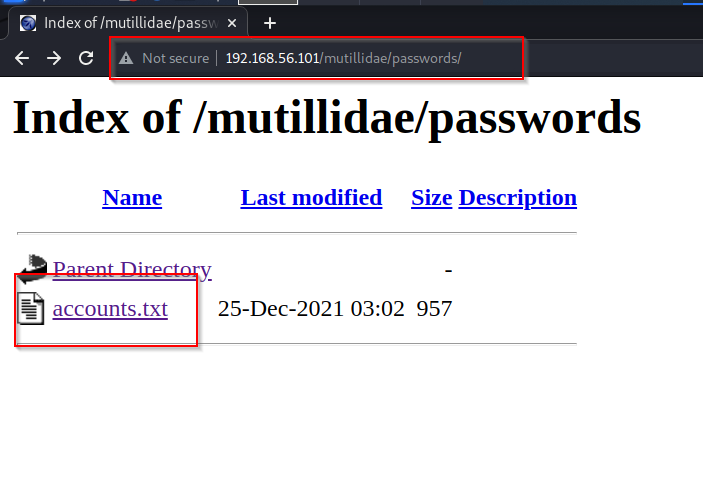 Index of /mutillidae/passw
Not secure 192.168.56.101/mutillidae/passwords/
Index of /mutillidae/passwords
Name Last modified Size Description
Parent Directory -
accounts.txt 25-Dec-2021 03:02 957